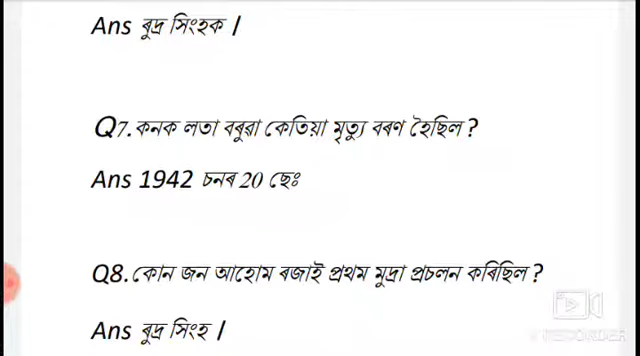 Ans ৰুদ্ৰ সিংহক |
Q7. কনক লতা বৰুৱা কেতিয়া মৃত্যু বৰণ হৈছিল ?
Ans 1942 চনৰ 20 ছেঃ
Q8. কোন জন আহোম ৰজাই প্ৰথম মুদ্ৰা প্ৰচলন কৰিছিল ?
Ans ৰুদ্ৰ সিংহ |
RECORDER